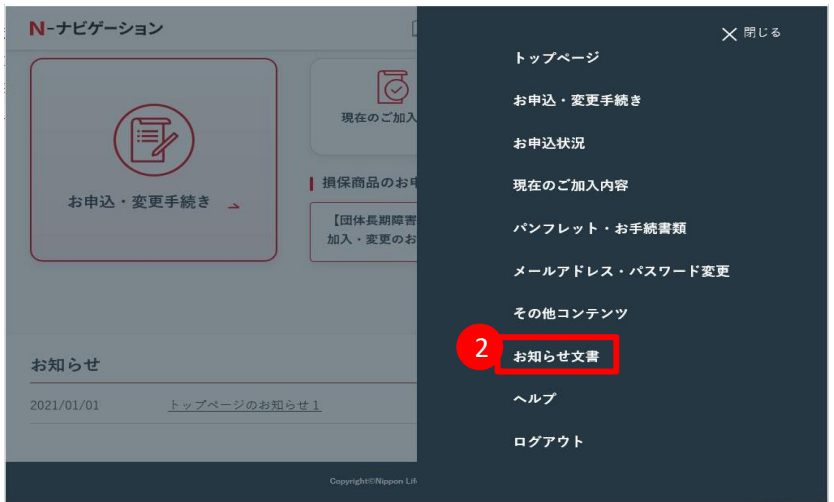 N-ナビゲーション
お申込・変更手続き
現在のご加入
損保商品のお申
【団体長期障害
加入・変更のお
お知らせ
2021/01/01 トップページのお知らせ１
Copyright©Nippon Life
× 閉じる
トップページ
お申込・変更手続き
お申込状況
現在のご加入内容
パンフレット・お手続書類
メールアドレス・パスワード変更
その他コンテンツ
2 お知らせ文書
ヘルプ
ログアウト